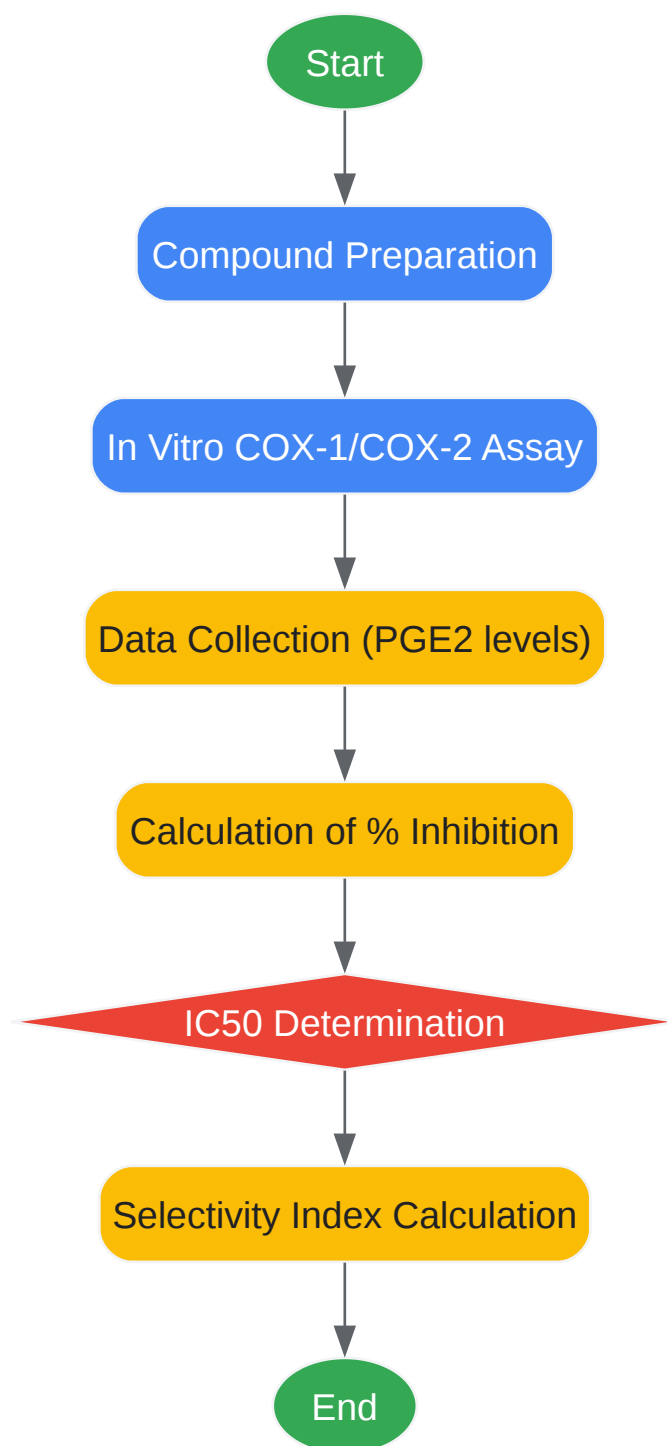 Start
Compound Preparation
In Vitro COX-1/COX-2 Assay
Data Collection (PGE2 levels)
Calculation of % Inhibition
IC50 Determination
Selectivity Index Calculation
End